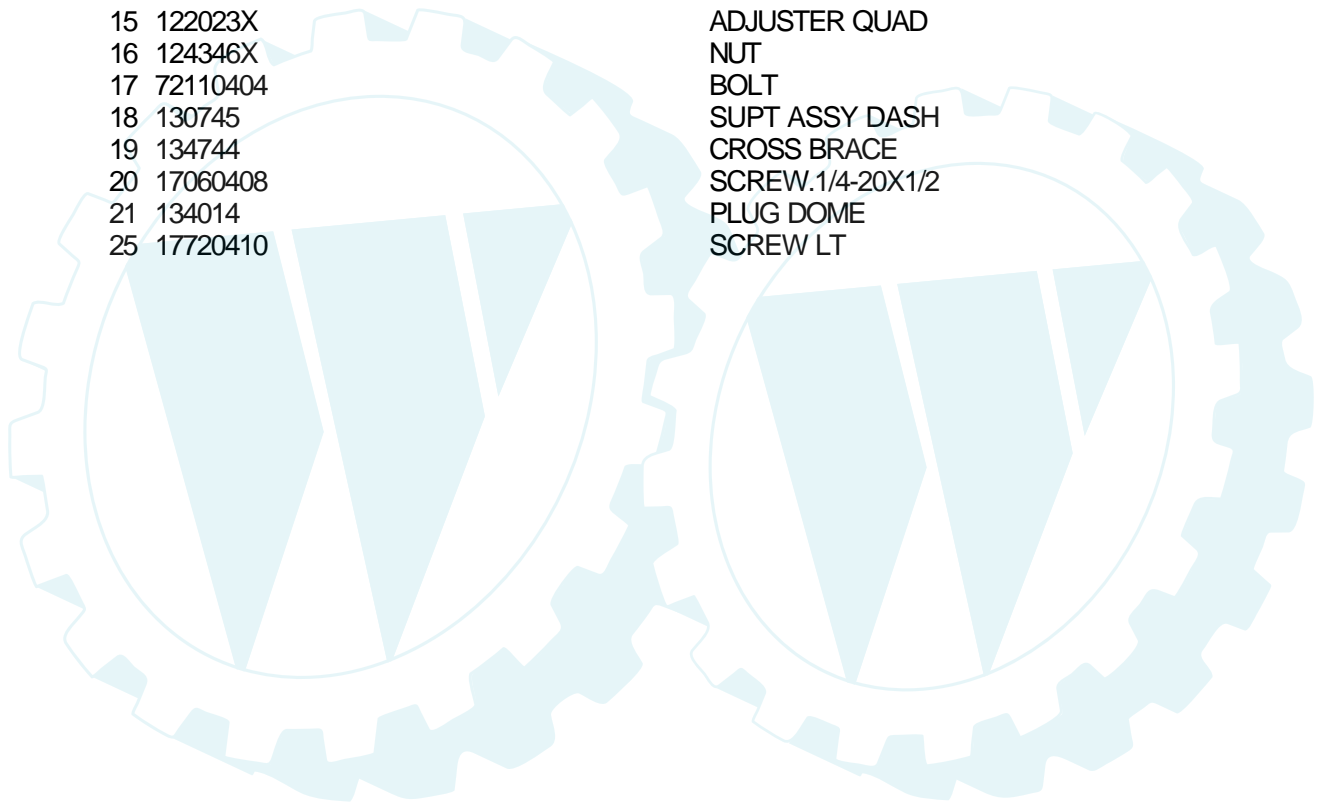 15 122023X ADJUSTER QUAD
16 124346X NUT
17 72110404 BOLT
18 130745 SUPT ASSY DASH
19 134744 CROSS BRACE
20 17060408 SCREW.1/4-20X1/2
21 134014 PLUG DOME
25 17720410 SCREW LT